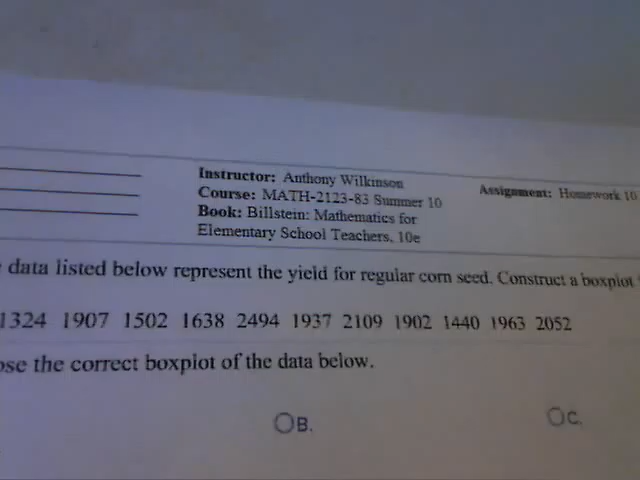 Instructor: Anthony Wilkinson
Course: MATH-2123-83 Summer 10
Book: Billstein: Mathematics for
Elementary School Teachers, 10e
Assignment: Homework 10
data listed below represent the yield for regular corn seed. Construct a boxplot
1324 1907 1502 1638 2494 1937 2109 1902 1440 1963 2052
ose the correct boxplot of the data below.
B.
C.